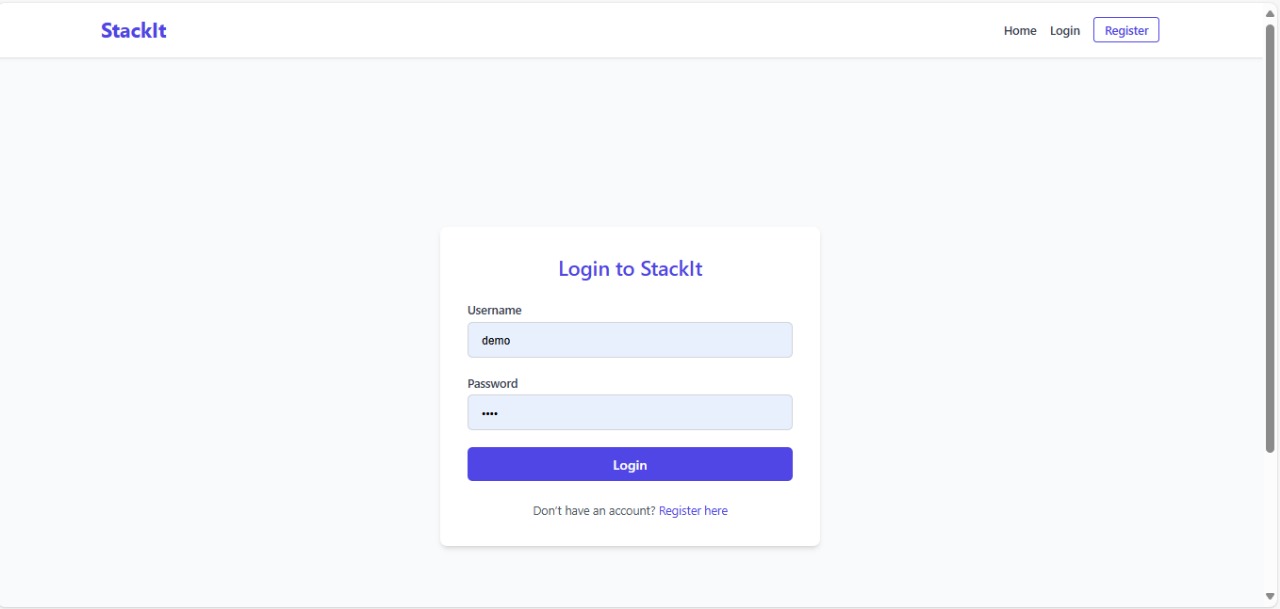 StackIt
Home Login Register
Login to StackIt
Username
demo
Password
••••
Login
Don't have an account? Register here